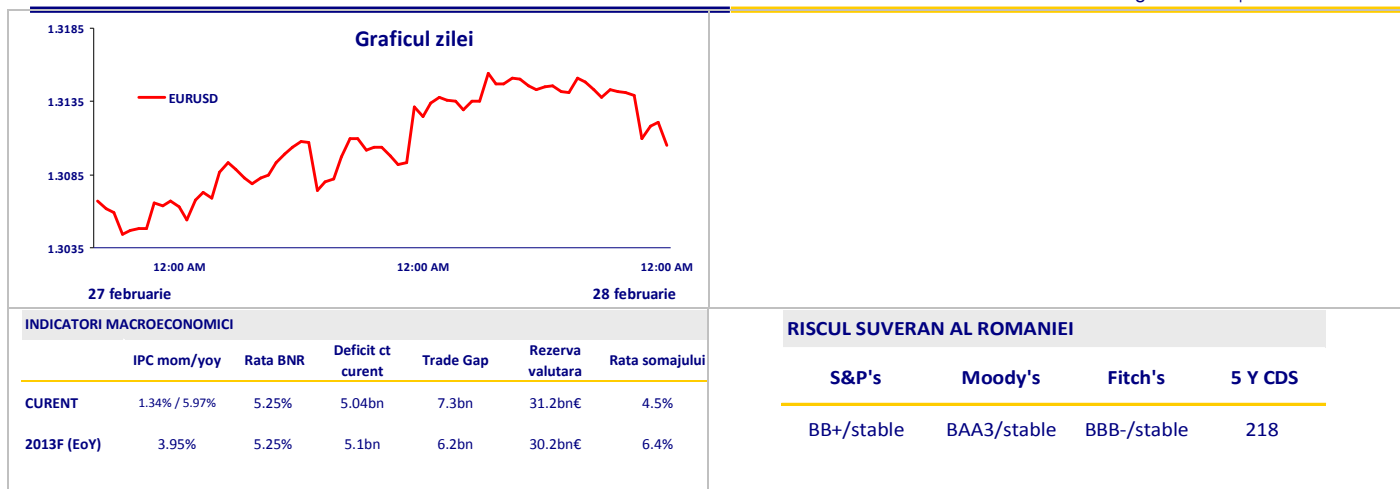 Graficul zilei
1.3185
1.3135
1.3085
1.3035
EURUSD
12:00 AM 12:00 AM 12:00 AM
27 februarie 28 februarie
INDICATORI MACROECONOMICI
IPC mom/yoy Rata BNR Deficit ct curent Trade Gap Rezerva valutara Rata somajului
CURENT 1.34% / 5.97% 5.25% 5.04bn 7.3bn 31.2bn€ 4.5%
2013F (EoY) 3.95% 5.25% 5.1bn 6.2bn 30.2bn€ 6.4%
RISCUL SUVERAN AL ROMANIEI
S&P's Moody's Fitch's 5 Y CDS
BB+/stable BAA3/stable BBB-/stable 218